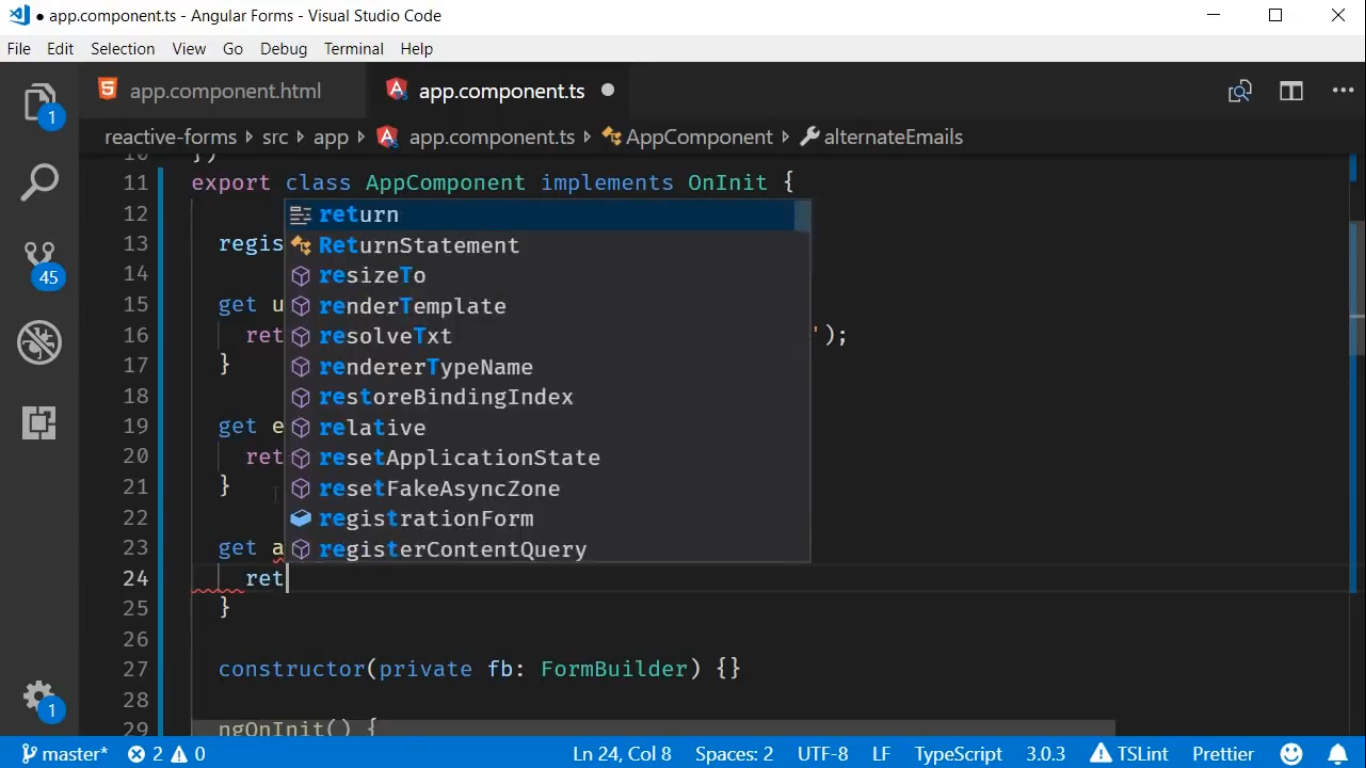 ● app.component.ts - Angular Forms - Visual Studio Code
File Edit Selection View Go Debug Terminal Help
app.component.html app.component.ts
reactive-forms src app app.component.ts AppComponent alternateEmails
10 })
11 export class AppComponent implements OnInit {
12 return
13 regis ReturnStatement
14 resizeTo
15 get u renderTemplate
16 ret resolveTxt ');
17 } rendererTypeName
18 restoreBindingIndex
19 get e relative
20 ret resetApplicationState
21 } resetFakeAsyncZone
22 registrationForm
23 get a registerContentQuery
24 ret
25 }
26
27 constructor(private fb: FormBuilder) {}
28
29 ngOnInit() {
1
45
1
master* 2 0 Ln 24, Col 8 Spaces: 2 UTF-8 LF TypeScript 3.0.3 TSLint Prettier